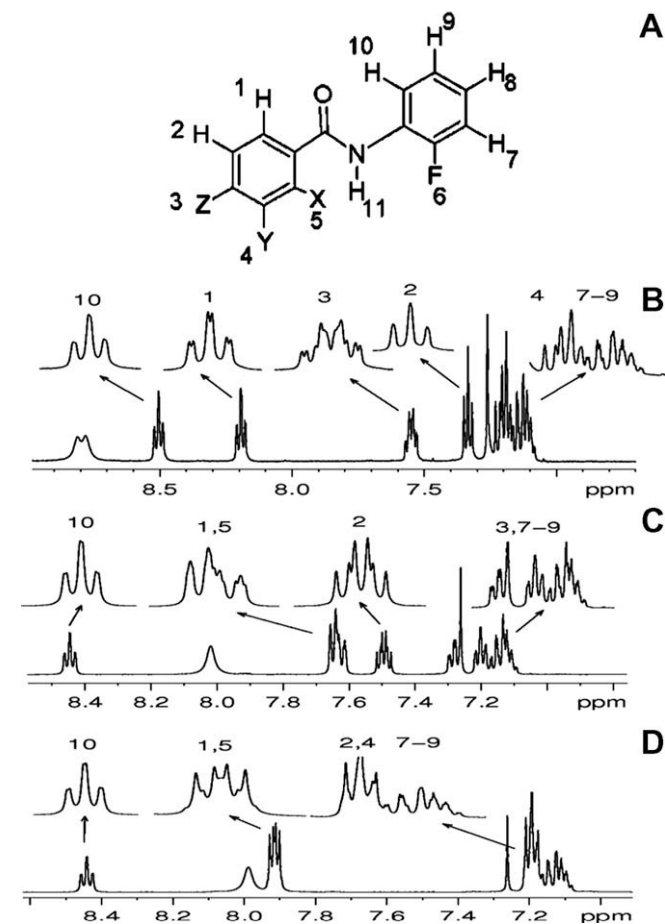 A
9
10 H
H H 8
1 H O
2 H N H 7
3 Z X H F
4 Y 5 11 6
B
10 1 3 2 4 7–9
8.5 8.0 7.5 ppm
C
10 1,5 2 3,7–9
8.4 8.2 8.0 7.8 7.6 7.4 7.2 ppm
D
10 1,5 2,4 7–9
8.4 8.2 8.0 7.8 7.6 7.4 7.2 ppm